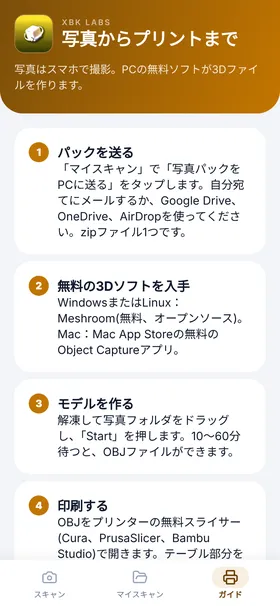 XBK LABS
写真からプリントまで
写真はスマホで撮影。PCの無料ソフトが3Dファイ
ルを作ります。
1
パックを送る
「マイスキャン」で「写真パックを
PCに送る」をタップします。自分宛
てにメールするか、Google Drive、
OneDrive、AirDropを使ってくださ
い。zipファイル1つです。
2
無料の3Dソフトを入手
WindowsまたはLinux：
Meshroom(無料、オープンソース)。
Mac：Mac App Storeの無料の
Object Captureアプリ。
3
モデルを作る
解凍して写真フォルダをドラッグ
し、「Start」を押します。10〜60分
待つと、OBJファイルができます。
4
印刷する
OBJをプリンターの無料スライサー
(Cura、PrusaSlicer、Bambu
Studio)で開きます。テーブル部分を
スキャン
マイスキャン
ガイド